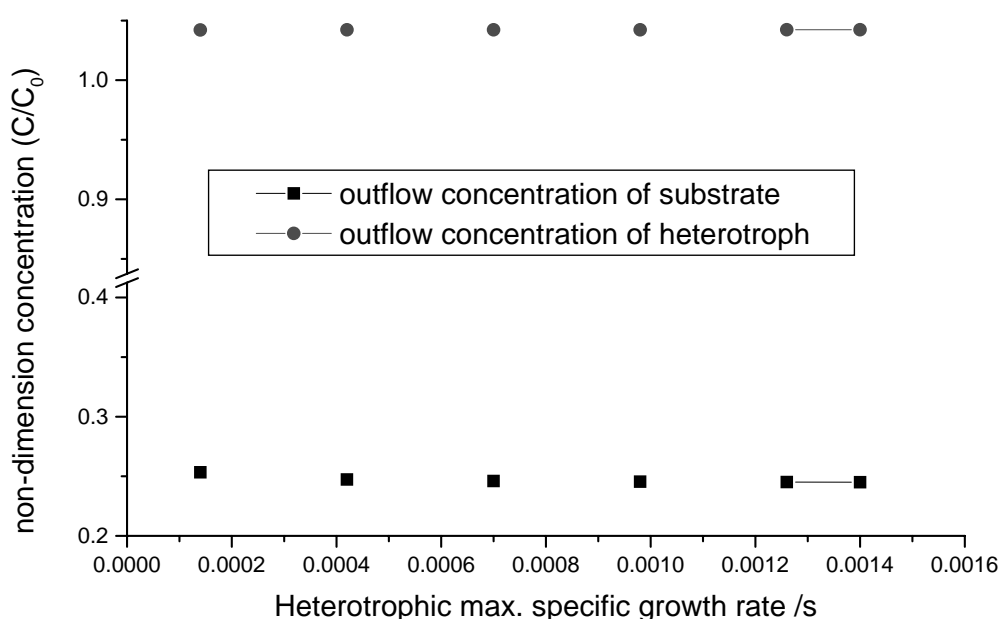 non-dimension concentration (C/C₀)
1.0
0.9
0.4
0.3
0.2
outflow concentration of substrate
outflow concentration of heterotroph
0.0000 0.0002 0.0004 0.0006 0.0008 0.0010 0.0012 0.0014 0.0016
Heterotrophic max. specific growth rate /s